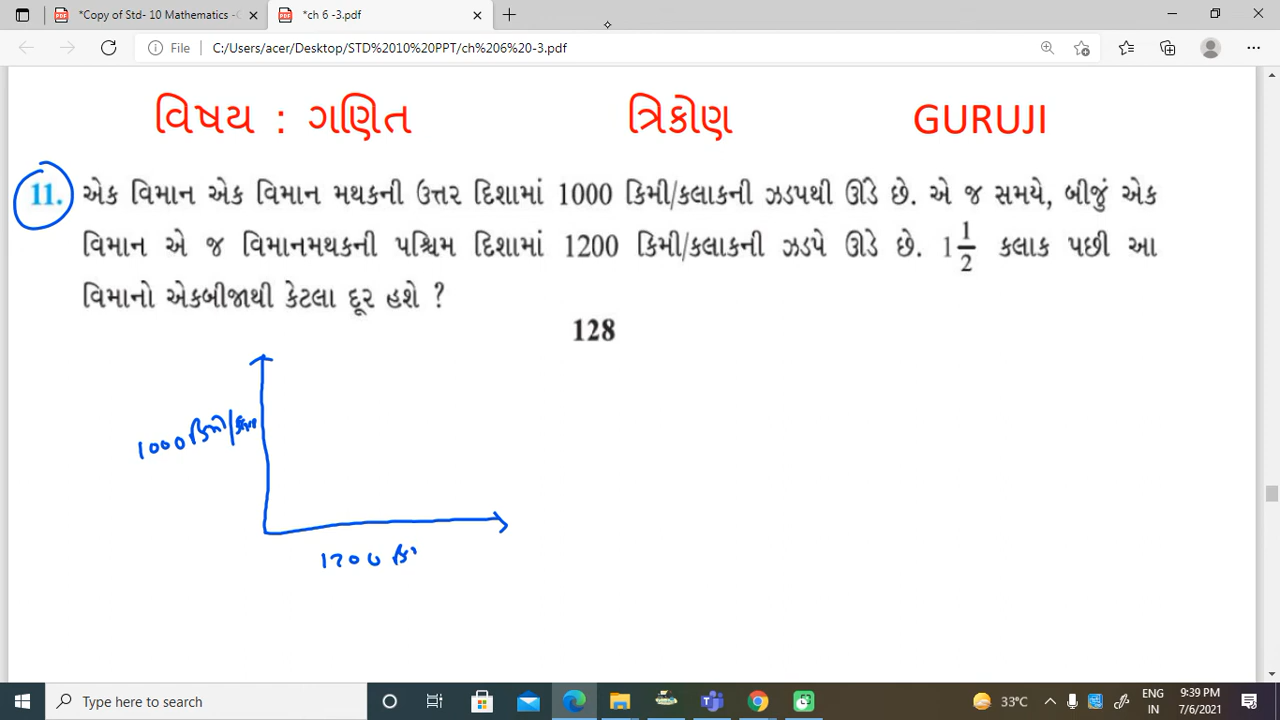 *Copy of Std- 10 Mathematics - *ch 6 -3.pdf
File C:/Users/acer/Desktop/STD%2010%20PPT/ch%206%20-3.pdf
વિષય : ગણિત ત્રિકોણ GURUJI
11. એક વિમાન એક વિમાન મથકની ઉત્તર દિશામાં 1000 કિમી/કલાકની ઝડપથી ઊંડે છે. એ જ સમયે, બીજું એક
વિમાન એ જ વિમાનમથકની પશ્ચિમ દિશામાં 1200 કિમી/કલાકની ઝડપે ઊડે છે. 1 1/2 કલાક પછી આ
વિમાનો એકબીજાથી કેટલા દૂર હશે ?
128
1000 કિમી/કલાક
1200 કિ
Type here to search 33°C ENG 9:39 PM
IN 7/6/2021